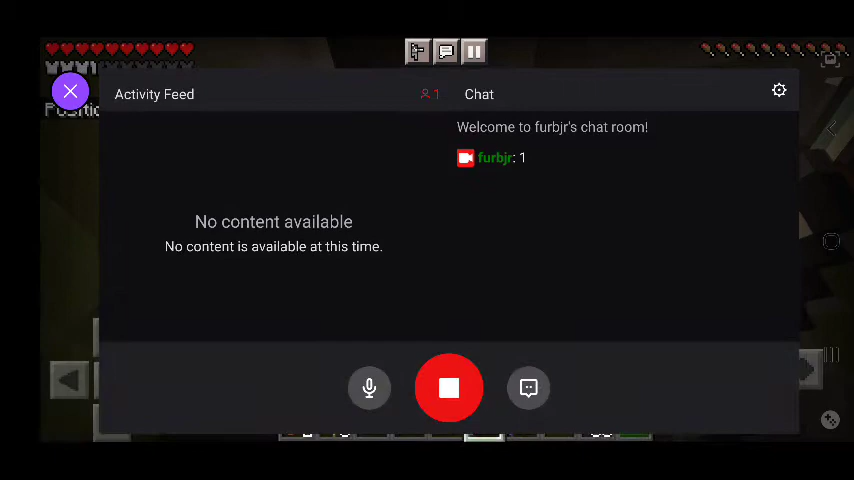 Activity Feed
1
Chat
Positio
Welcome to furbjr's chat room!
furbjr: 1
No content available
No content is available at this time.